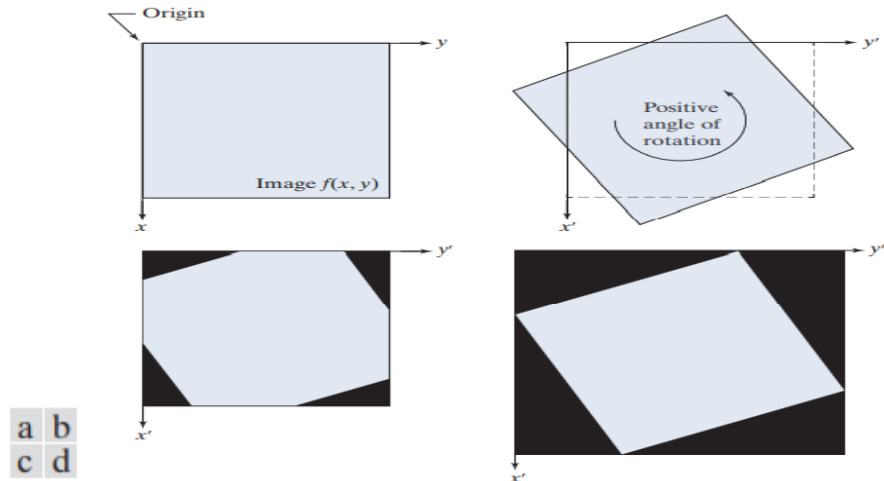 Origin
y
Image f(x, y)
x
y′
Positive
angle of
rotation
x′
y′
x′
y′
x′
a b
c d